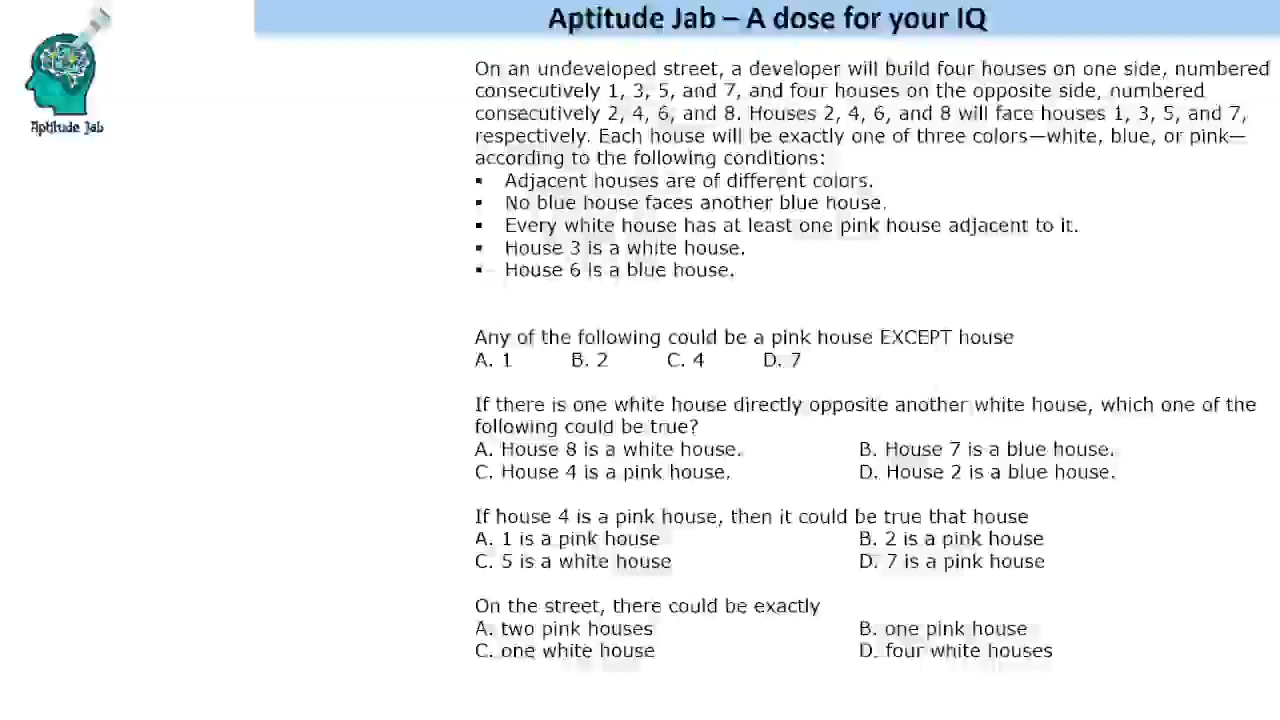 Aptitude Jab – A dose for your IQ
Aptitude Jab
On an undeveloped street, a developer will build four houses on one side, numbered
consecutively 1, 3, 5, and 7, and four houses on the opposite side, numbered
consecutively 2, 4, 6, and 8. Houses 2, 4, 6, and 8 will face houses 1, 3, 5, and 7,
respectively. Each house will be exactly one of three colors—white, blue, or pink—
according to the following conditions:
▪ Adjacent houses are of different colors.
▪ No blue house faces another blue house.
▪ Every white house has at least one pink house adjacent to it.
▪ House 3 is a white house.
▪ House 6 is a blue house.
Any of the following could be a pink house EXCEPT house
A. 1 B. 2 C. 4 D. 7
If there is one white house directly opposite another white house, which one of the
following could be true?
A. House 8 is a white house. B. House 7 is a blue house.
C. House 4 is a pink house. D. House 2 is a blue house.
If house 4 is a pink house, then it could be true that house
A. 1 is a pink house B. 2 is a pink house
C. 5 is a white house D. 7 is a pink house
On the street, there could be exactly
A. two pink houses B. one pink house
C. one white house D. four white houses